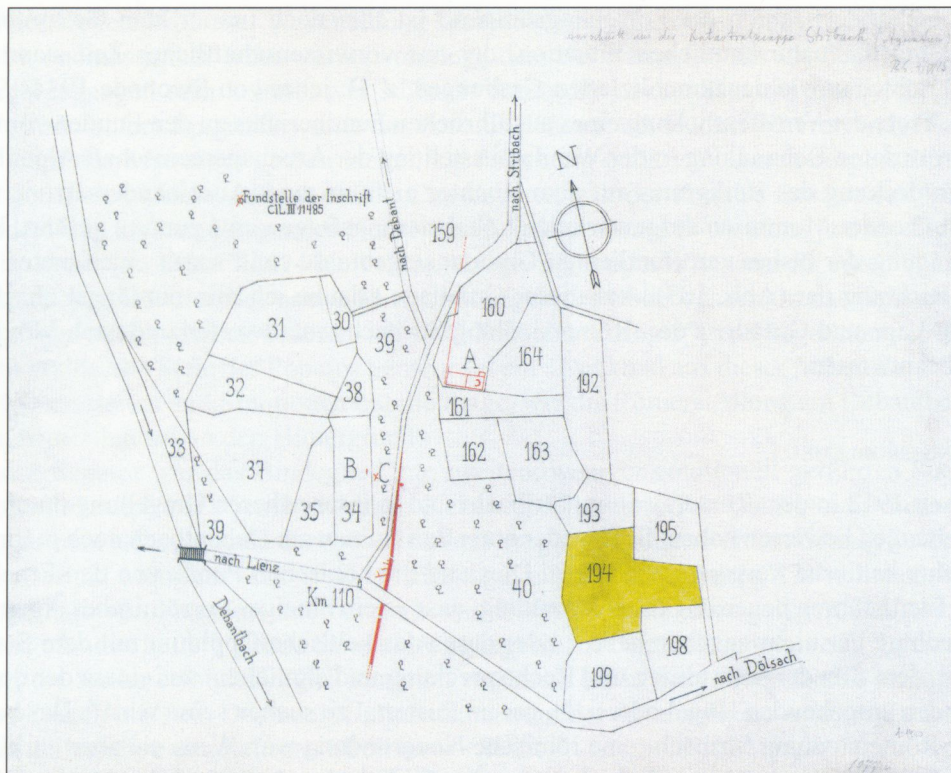 nach Stribach
N
Fundstelle der Inschrift
CIL III 11485
nach Debant
159
160
30
31
39
A
164
192
32
38
161
33
37
B
C
162
163
35
34
193
195
39
nach Lienz
194
40
Km 110
Debantbach
198
199
nach Dölsach